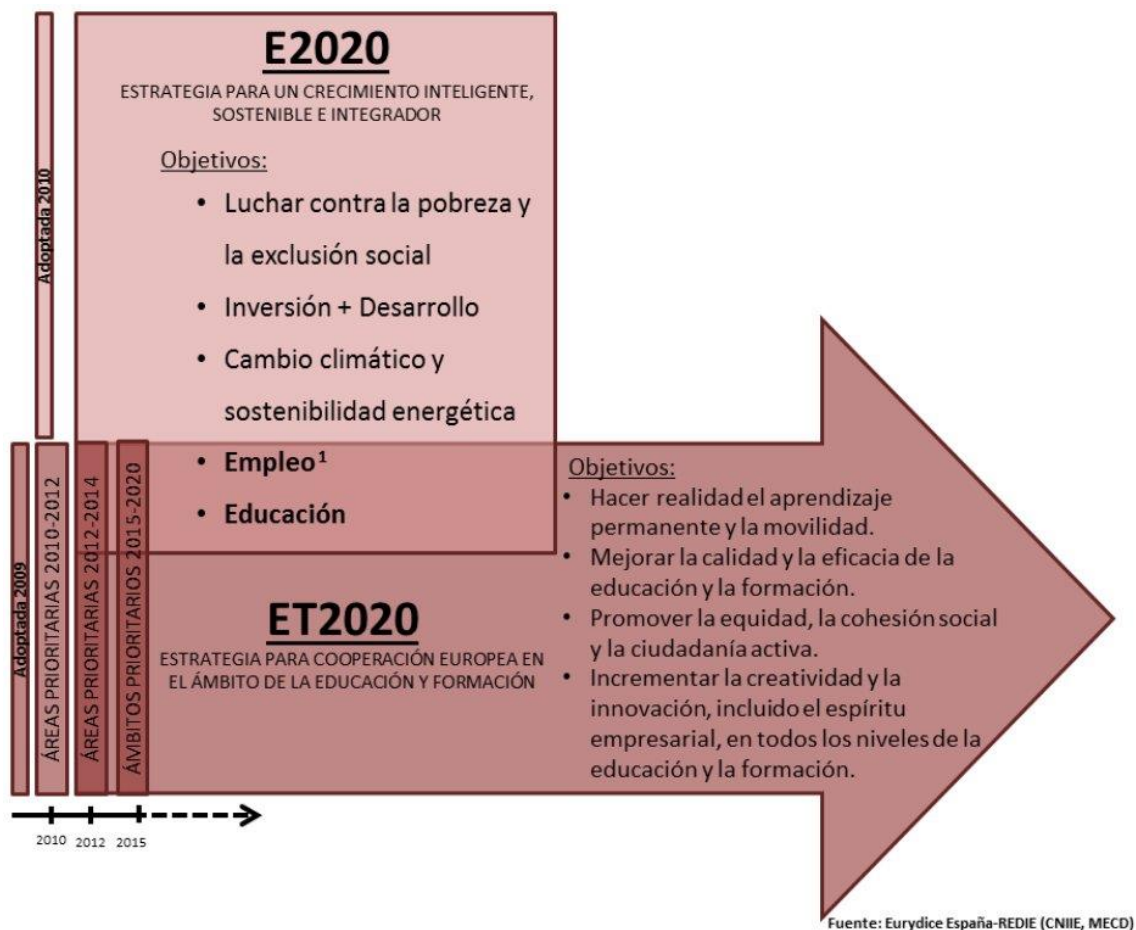 E2020
ESTRATEGIA PARA UN CRECIMIENTO INTELIGENTE,
SOSTENIBLE E INTEGRADOR
Objetivos:
• Luchar contra la pobreza y
la exclusión social
• Inversión + Desarrollo
• Cambio climático y
sostenibilidad energética
• Empleo¹
• Educación
Adoptada 2010
Adoptada 2009
ÁREAS PRIORITARIAS 2010-2012
ÁREAS PRIORITARIAS 2012-2014
ÁMBITOS PRIORITARIOS 2015-2020
ET2020
ESTRATEGIA PARA COOPERACIÓN EUROPEA EN
EL ÁMBITO DE LA EDUCACIÓN Y FORMACIÓN
Objetivos:
• Hacer realidad el aprendizaje
permanente y la movilidad.
• Mejorar la calidad y la eficacia de la
educación y la formación.
• Promover la equidad, la cohesión social
y la ciudadanía activa.
• Incrementar la creatividad y la
innovación, incluido el espíritu
empresarial, en todos los niveles de la
educación y la formación.
2010 2012 2015
Fuente: Eurydice España-REDIE (CNIIE, MECD)